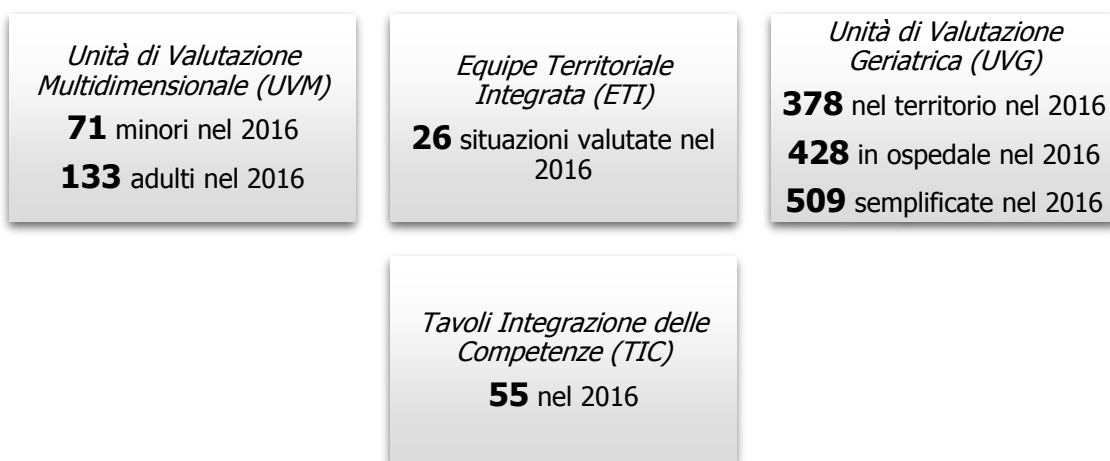 Unità di Valutazione
Multidimensionale (UVM)
71 minori nel 2016
133 adulti nel 2016
Equipe Territoriale
Integrata (ETI)
26 situazioni valutate nel
2016
Unità di Valutazione
Geriatrica (UVG)
378 nel territorio nel 2016
428 in ospedale nel 2016
509 semplificate nel 2016
Tavoli Integrazione delle
Competenze (TIC)
55 nel 2016